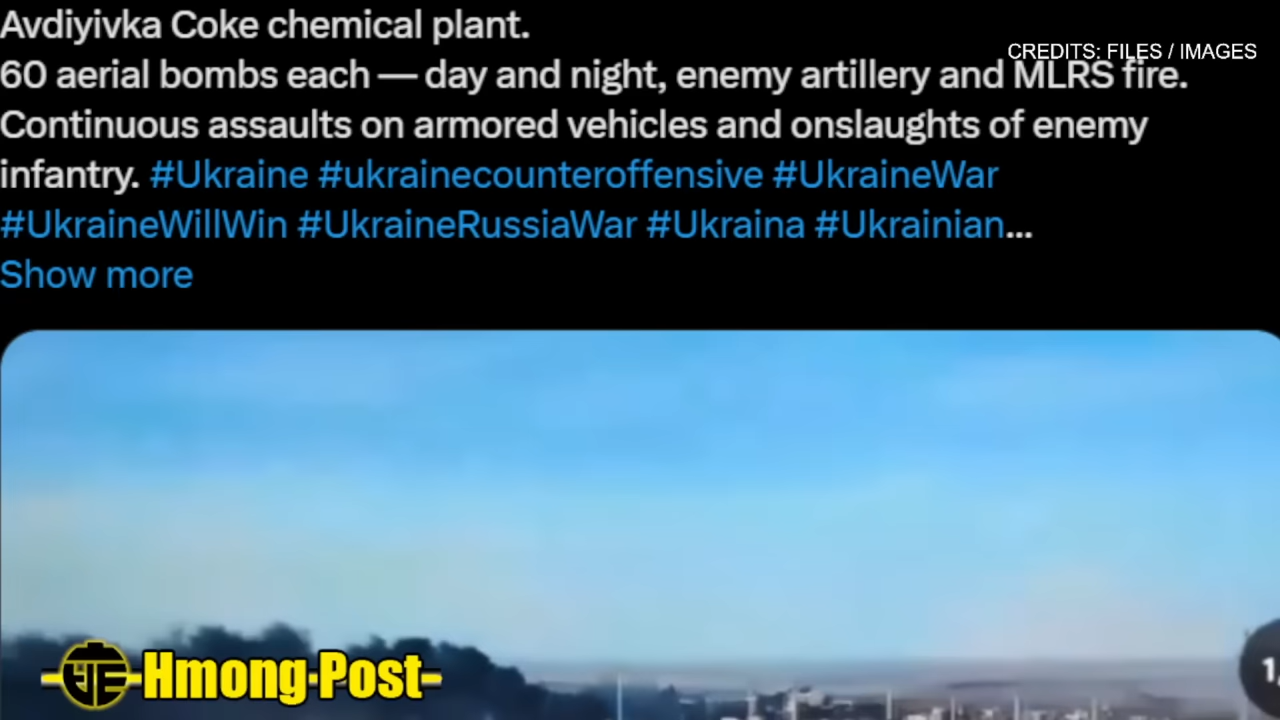 Avdiyivka Coke chemical plant.
CREDITS: FILES / IMAGES
60 aerial bombs each — day and night, enemy artillery and MLRS fire.
Continuous assaults on armored vehicles and onslaughts of enemy
infantry. #Ukraine #ukrainecounteroffensive #UkraineWar
#UkraineWillWin #UkraineRussiaWar #Ukraina #Ukrainian...
Show more
Hmong Post